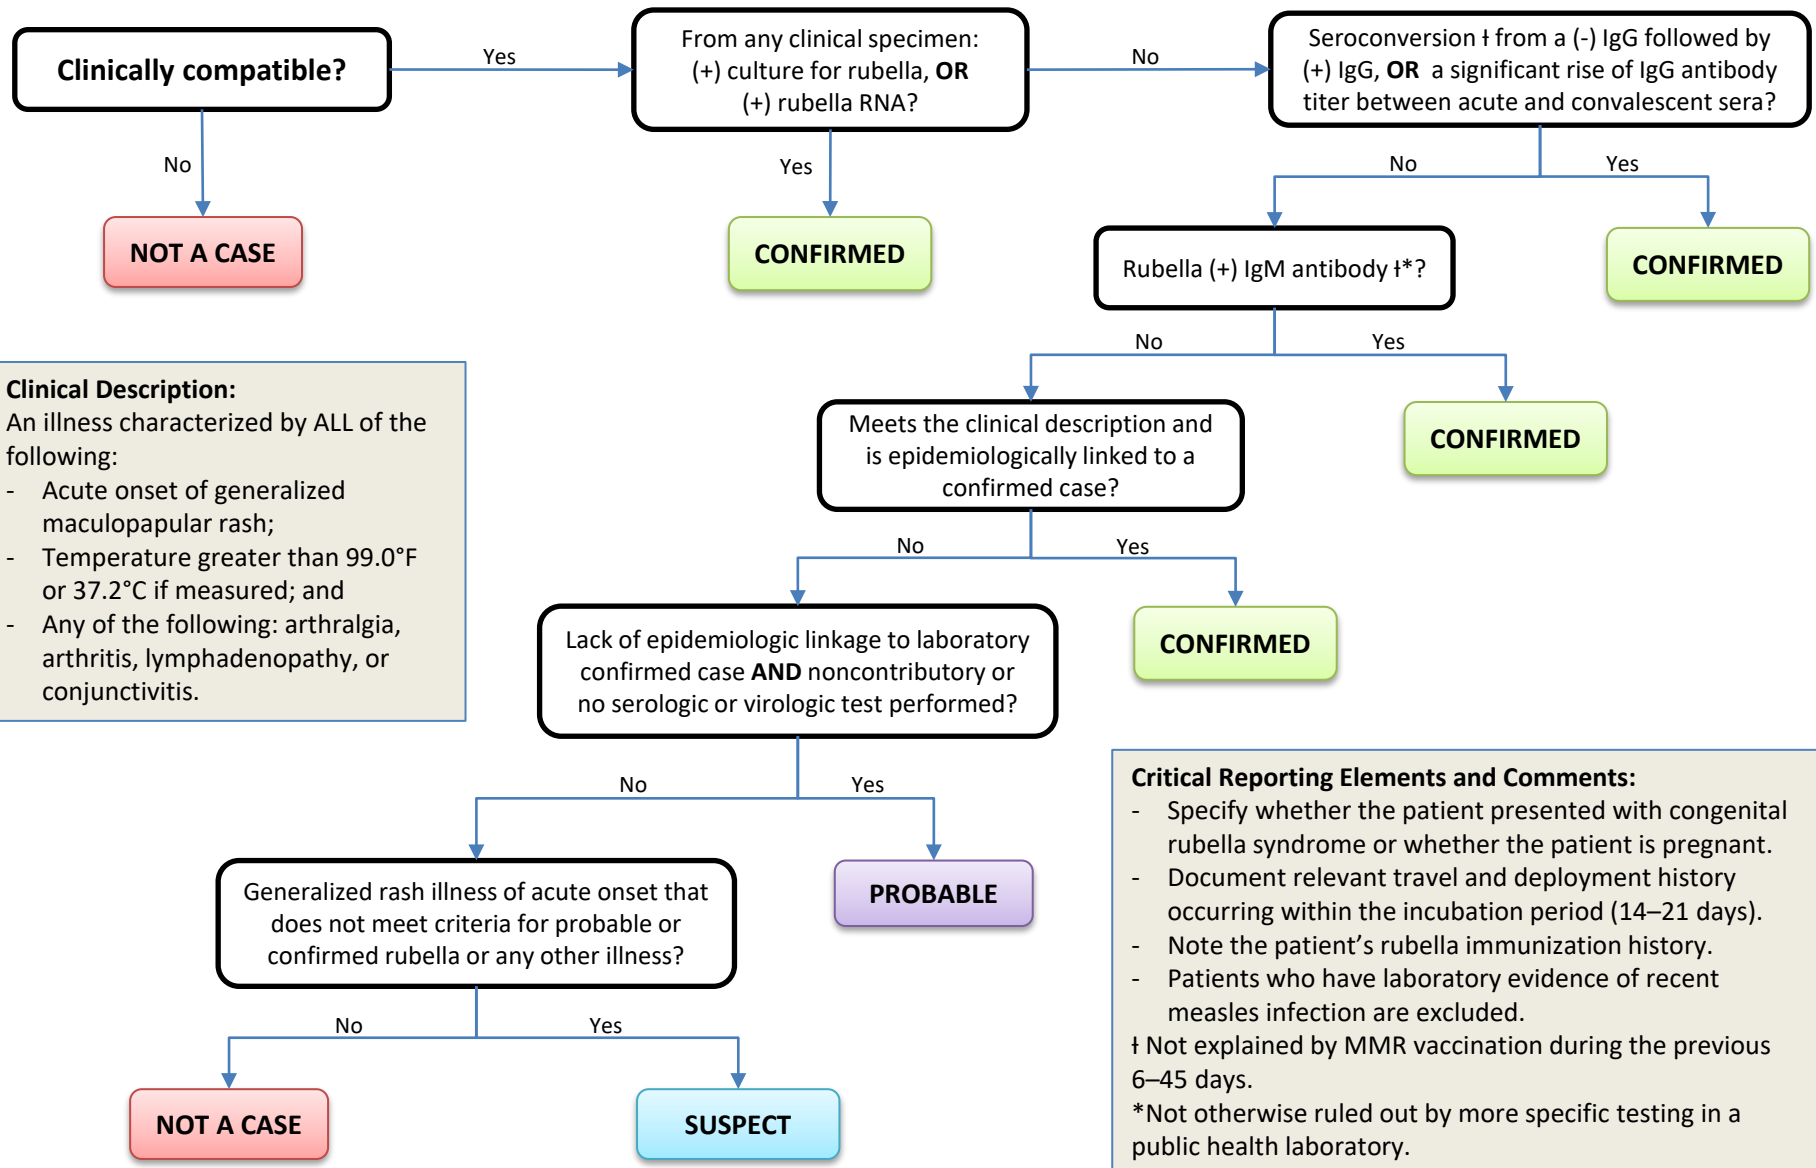 Clinically compatible?
Yes
From any clinical specimen:
(+) culture for rubella, OR
(+) rubella RNA?
No
Seroconversion ƚ from a (-) IgG followed by
(+) IgG, OR a significant rise of IgG antibody
titer between acute and convalescent sera?
No
Yes
No
Yes
NOT A CASE
CONFIRMED
Rubella (+) IgM antibody ƚ*?
CONFIRMED
No
Yes
Clinical Description:
An illness characterized by ALL of the
following:
- Acute onset of generalized
maculopapular rash;
- Temperature greater than 99.0°F
or 37.2°C if measured; and
- Any of the following: arthralgia,
arthritis, lymphadenopathy, or
conjunctivitis.
Meets the clinical description and
is epidemiologically linked to a
confirmed case?
CONFIRMED
No
Yes
Lack of epidemiologic linkage to laboratory
confirmed case AND noncontributory or
no serologic or virologic test performed?
CONFIRMED
No
Yes
Generalized rash illness of acute onset that
does not meet criteria for probable or
confirmed rubella or any other illness?
PROBABLE
No
Yes
NOT A CASE
SUSPECT
Critical Reporting Elements and Comments:
- Specify whether the patient presented with congenital
rubella syndrome or whether the patient is pregnant.
- Document relevant travel and deployment history
occurring within the incubation period (14–21 days).
- Note the patient’s rubella immunization history.
- Patients who have laboratory evidence of recent
measles infection are excluded.
ƚ Not explained by MMR vaccination during the previous
6–45 days.
*Not otherwise ruled out by more specific testing in a
public health laboratory.